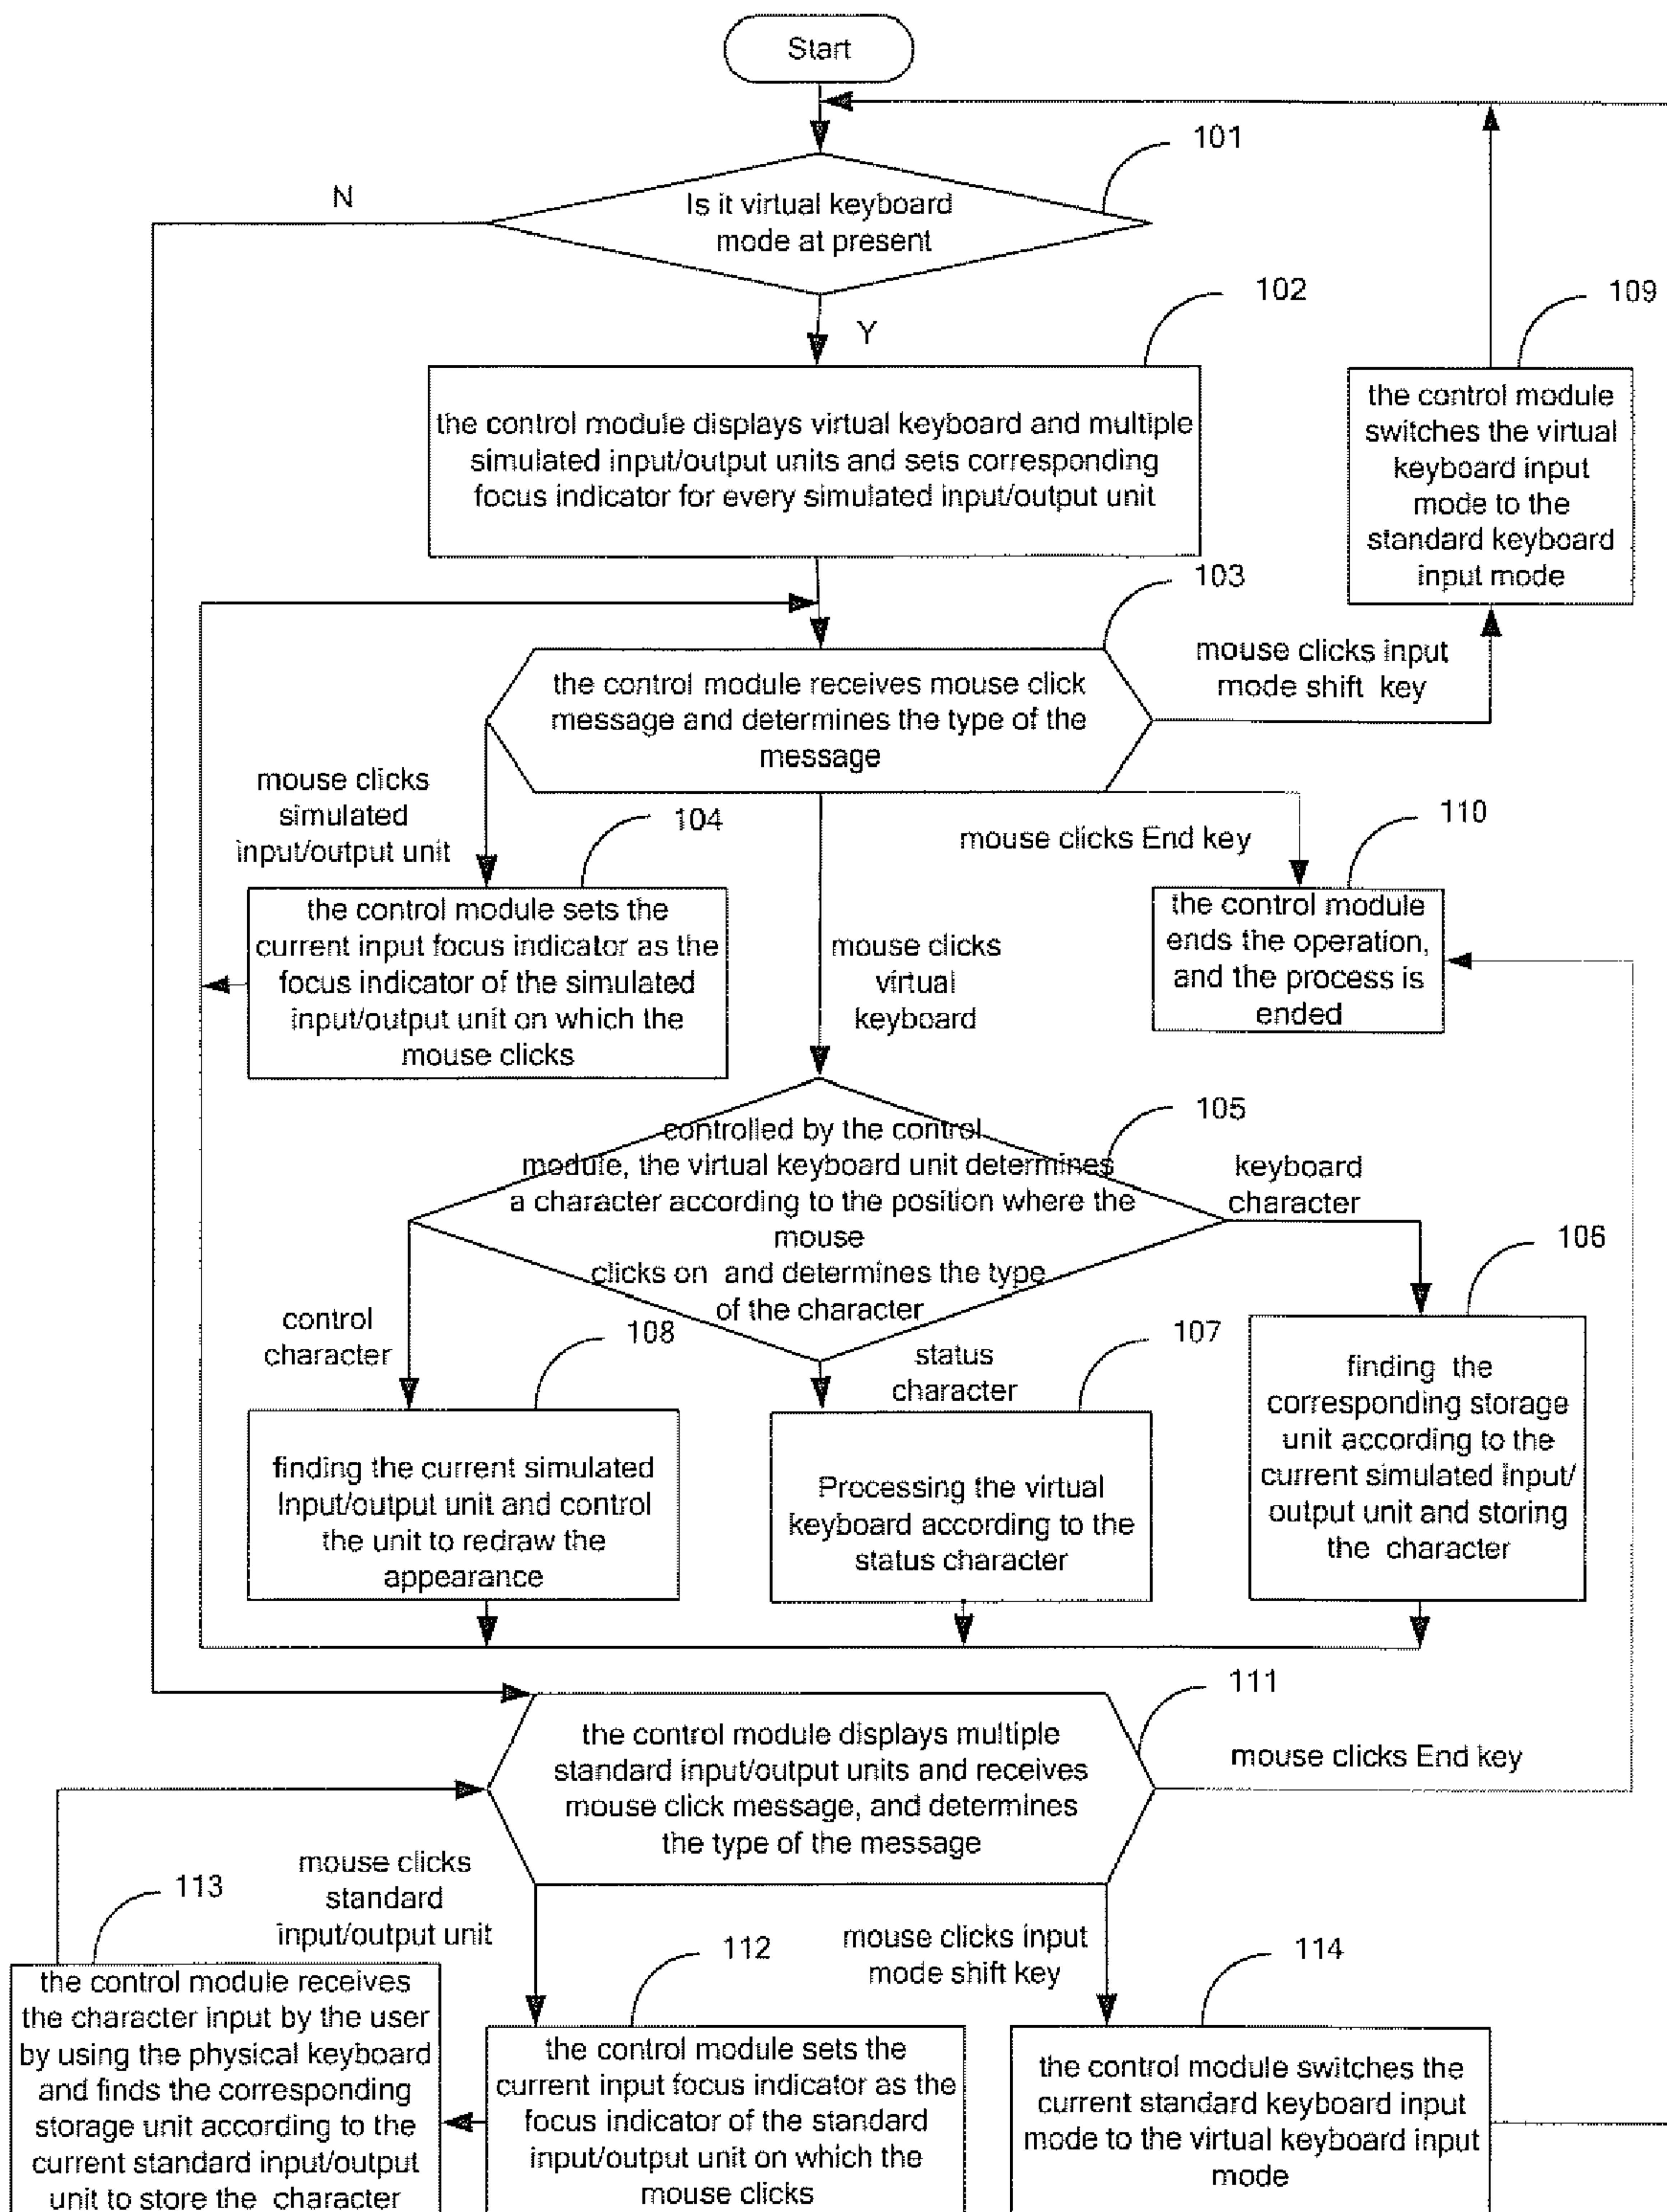 Start
101
N
Is it virtual keyboard
mode at present
102
109
Y
the control module displays virtual keyboard and multiple
simulated input/output units and sets corresponding
focus indicator for every simulated input/output unit
the control module
switches the virtual
keyboard input
mode to the
standard keyboard
input mode
103
mouse clicks input
mode shift key
the control module receives mouse click
message and determines the type of the
message
mouse clicks
simulated
input/output unit
104
mouse clicks End key
110
the control module sets the
current input focus indicator as the
focus indicator of the simulated
input/output unit on which the
mouse clicks
mouse clicks
virtual
keyboard
the control module
ends the operation,
and the process is
ended
105
controlled by the control
module, the virtual keyboard unit determines
a character according to the position where the
mouse
clicks on and determines the type
of the character
keyboard
character
106
control
character
108
status
character
107
finding the current simulated
Input/output unit and control
the unit to redraw the
appearance
Processing the virtual
keyboard according to the
status character
finding the
corresponding storage
unit according to the
current simulated input/
output unit and storing
the character
111
the control module displays multiple
standard input/output units and receives
mouse click message, and determines
the type of the message
mouse clicks End key
113
mouse clicks
standard
input/output unit
112
mouse clicks input
mode shift key
114
the control module receives
the character input by the user
by using the physical keyboard
and finds the corresponding
storage unit according to the
current standard input/output
unit to store the character
the control module sets the
current input focus indicator as the
focus indicator of the standard
input/output unit on which the
mouse clicks
the control module switches the
current standard keyboard input
mode to the virtual keyboard input
mode